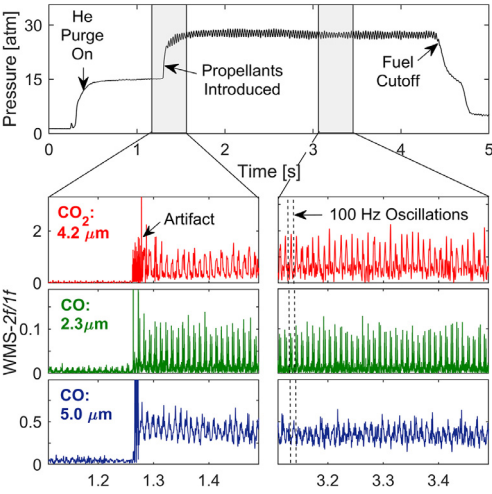 Pressure [atm]
45
30
15
0
He
Purge
On
Propellants
Introduced
Fuel
Cutoff
0
1
2
3
4
5
Time [s]
WMS-2f/1f
CO2:
4.2 μm
Artifact
2
0
100 Hz Oscillations
CO:
2.3μm
0.1
0
CO:
5.0 μm
0.5
0
1.2
1.3
1.4
3.2
3.3
3.4